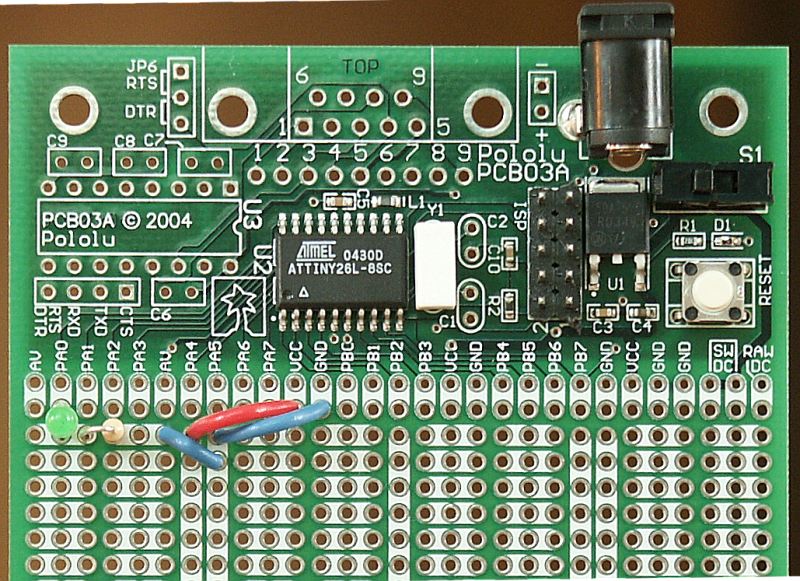 TOP
JP6
RTS
DTR
6 9
1 5
- 
+
K
C9 C8 C7
1 2 3 4 5 6 7 8 9 Pololu
PCB03A
S1
L1
PCB03A © 2004
Pololu
U3
U2
ATMEL 0430D
ATTINY26L-8SC
Y1
C2
C10
C1
R2
ISP
2
U1
C3 C4
R1 D1
RESET
C6
DTR RTS RXD TXD CTS
AV PA0 PA1 PA2 PA3 AV PA4 PA5 PA6 PA7 VCC GND PB0 PB1 PB2 PB3 VCC GND PB4 PB5 PB6 PB7 GND VCC GND GND SW DC RAW DC